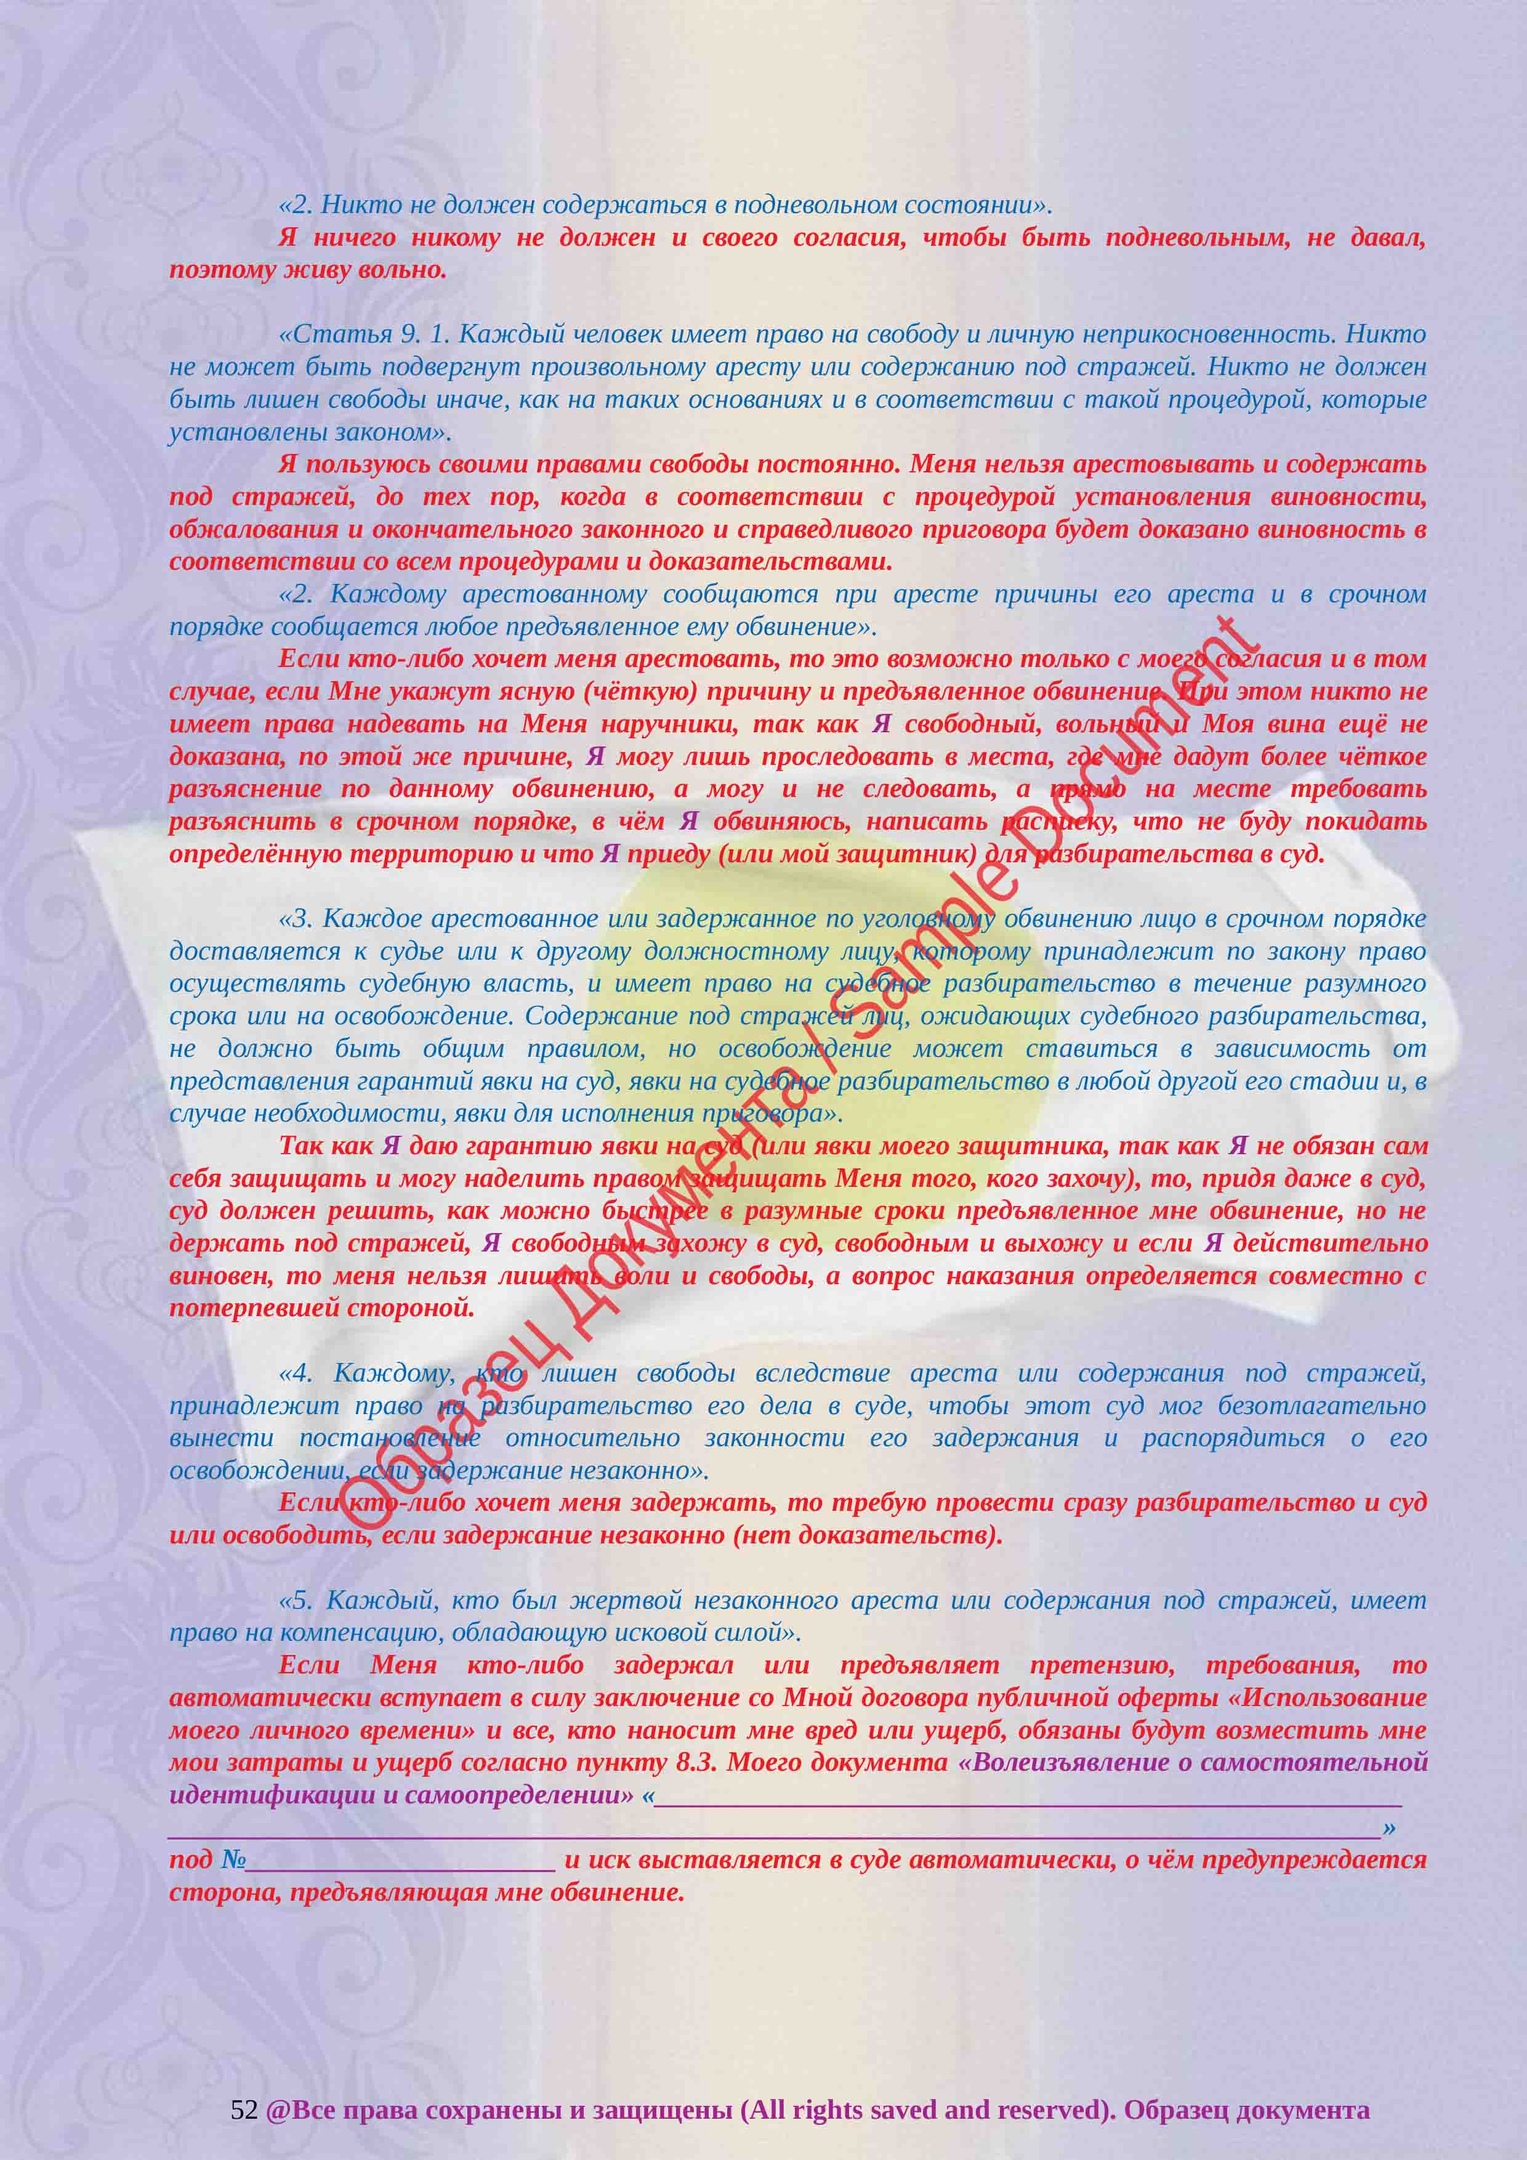 «2. Никто не должен содержаться в подневольном состоянии».
Я ничего никому не должен и своего согласия, чтобы быть подневольным, не давал,
поэтому живу вольно.
«Статья 9. 1. Каждый человек имеет право на свободу и личную неприкосновенность. Никто
не может быть подвергнут произвольному аресту или содержанию под стражей. Никто не должен
быть лишен свободы иначе, как на таких основаниях и в соответствии с такой процедурой, которые
установлены законом».
Я пользуюсь своими правами свободы постоянно. Меня нельзя арестовывать и содержать
под стражей, до тех пор, когда в соответствии с процедурой установления виновности,
обжалования и окончательного законного и справедливого приговора будет доказано виновность в
соответствии со всем процедурами и доказательствами.
«2. Каждому арестованному сообщаются при аресте причины его ареста и в срочном
порядке сообщается любое предъявленное ему обвинение».
Если кто-либо хочет меня арестовать, то это возможно только с моего согласия и в том
случае, если Мне укажут ясную (чёткую) причину и предъявленное обвинение. При этом никто не
имеет права надевать на Меня наручники, так как Я свободный, вольный и Моя вина ещё не
доказана, по этой же причине, Я могу лишь проследовать в места, где мне дадут более чёткое
разъяснение по данному обвинению, а могу и не следовать, а прямо на месте требовать
разъяснить в срочном порядке, в чём Я обвиняюсь, написать расписку, что не буду покидать
определённую территорию и что Я приеду (или мой защитник) для разбирательства в суд.
«3. Каждое арестованное или задержанное по уголовному обвинению лицо в срочном порядке
доставляется к судье или к другому должностному лицу, которому принадлежит по закону право
осуществлять судебную власть, и имеет право на судебное разбирательство в течение разумного
срока или на освобождение. Содержание под стражей лиц, ожидающих судебного разбирательства,
не должно быть общим правилом, но освобождение может ставиться в зависимость от
представления гарантий явки на суд, явки на судебное разбирательство в любой другой его стадии и, в
случае необходимости, явки для исполнения приговора».
Так как Я даю гарантию явки на суд (или явки моего защитника, так как Я не обязан сам
себя защищать и могу наделить правом защищать Меня того, кого захочу), то, придя даже в суд,
суд должен решить, как можно быстрее в разумные сроки предъявленное мне обвинение, но не
держать под стражей, Я свободным захожу в суд, свободным и выхожу и если Я действительно
виновен, то меня нельзя лишить воли и свободы, а вопрос наказания определяется совместно с
потерпевшей стороной.
«4. Каждому, кто лишен свободы вследствие ареста или содержания под стражей,
принадлежит право на разбирательство его дела в суде, чтобы этот суд мог безотлагательно
вынести постановление относительно законности его задержания и распорядиться о его
освобождении, если задержание незаконно».
Если кто-либо хочет меня задержать, то требую провести сразу разбирательство и суд
или освободить, если задержание незаконно (нет доказательств).
«5. Каждый, кто был жертвой незаконного ареста или содержания под стражей, имеет
право на компенсацию, обладающую исковой силой».
Если Меня кто-либо задержал или предъявляет претензию, требования, то
автоматически вступает в силу заключение со Мной договора публичной оферты «Использование
моего личного времени» и все, кто наносит мне вред или ущерб, обязаны будут возместить мне
мои затраты и ущерб согласно пункту 8.3. Моего документа «Волеизъявление о самостоятельной
идентификации и самоопределении» «______________________________________________________
________________________________________________________________________________________»
под №______________________ и иск выставляется в суде автоматически, о чём предупреждается
сторона, предъявляющая мне обвинение.
Образец Документа / Sample Document
52 @Все права сохранены и защищены (All rights saved and reserved). Образец документа